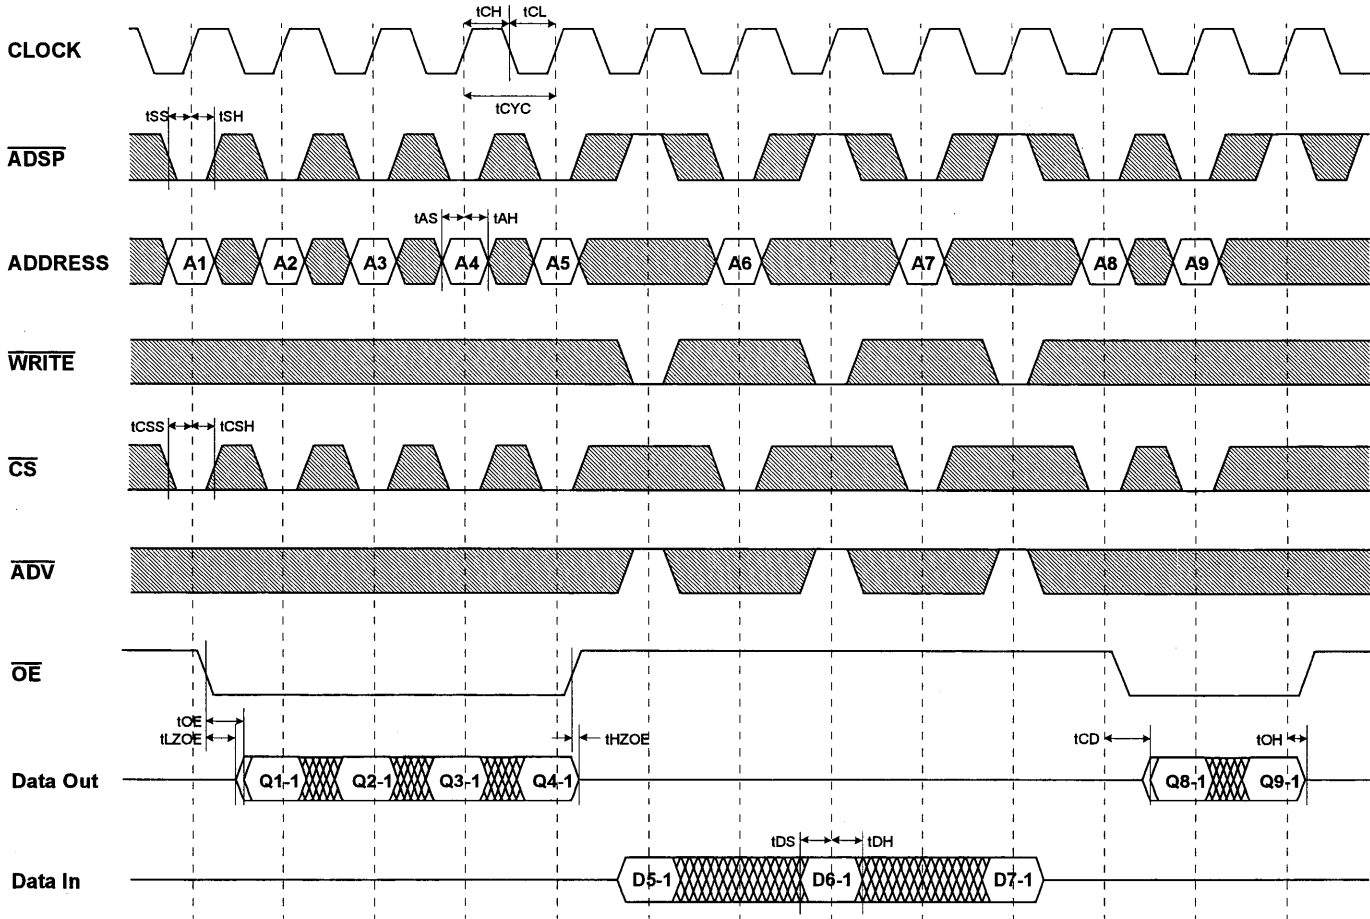 tCH tCL
CLOCK
tCYC
tSS tSH
ADSP
tAS tAH
ADDRESS A1 A2 A3 A4 A5 A6 A7 A8 A9
WRITE
tCSS tCSH
CS
ADV
OE
tOE
tLZOE tHZOE tCD tOH
Data Out Q1-1 Q2-1 Q3-1 Q4-1 Q8-1 Q9-1
tDS tDH
Data In D5-1 D6-1 D7-1